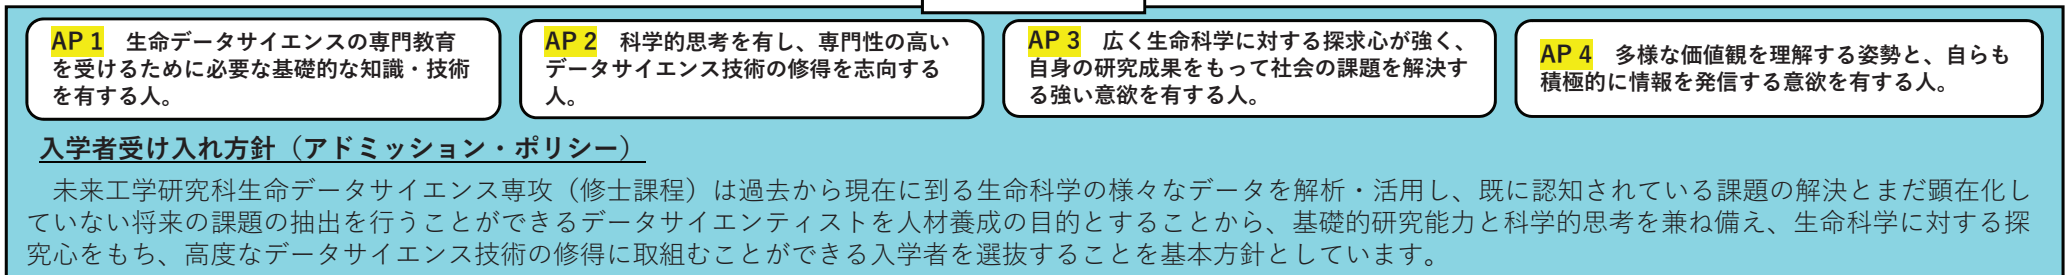 AP 1　生命データサイエンスの専門教育
を受けるために必要な基礎的な知識・技術
を有する人。
AP 2　科学的思考を有し、専門性の高い
データサイエンス技術の修得を志向する
人。
AP 3　広く生命科学に対する探求心が強く、
自身の研究成果をもって社会の課題を解決す
る強い意欲を有する人。
AP 4　多様な価値観を理解する姿勢と、自らも
積極的に情報を発信する意欲を有する人。
入学者受け入れ方針（アドミッション・ポリシー）
　未来工学研究科生命データサイエンス専攻（修士課程）は過去から現在に到る生命科学の様々なデータを解析・活用し、既に認知されている課題の解決とまだ顕在化し
ていない将来の課題の抽出を行うことができるデータサイエンティストを人材養成の目的とすることから、基礎的研究能力と科学的思考を兼ね備え、生命科学に対する探
究心をもち、高度なデータサイエンス技術の修得に取組むことができる入学者を選抜することを基本方針としています。